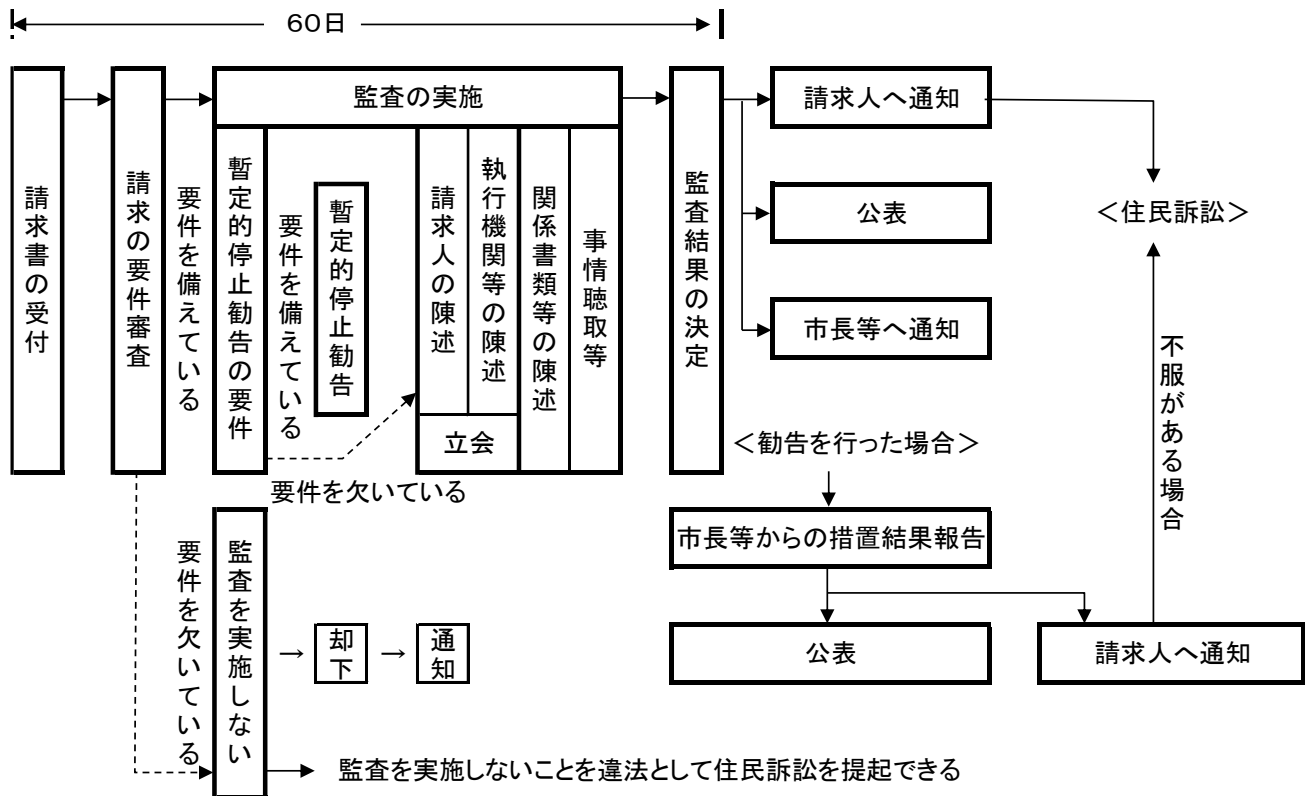 60日
請求書の受付
請求の要件審査
要件を備えている
監査の実施
暫定的停止勧告の要件
要件を備えている
暫定的停止勧告
請求人の陳述
執行機関等の陳述
立会
関係書類等の陳述
事情聴取等
要件を欠いている
監査結果の決定
請求人へ通知
公表
市長等へ通知
＜住民訴訟＞
不服がある場合
＜勧告を行った場合＞
市長等からの措置結果報告
公表
請求人へ通知
要件を欠いている
監査を実施しない
→
却下
→
通知
監査を実施しないことを違法として住民訴訟を提起できる